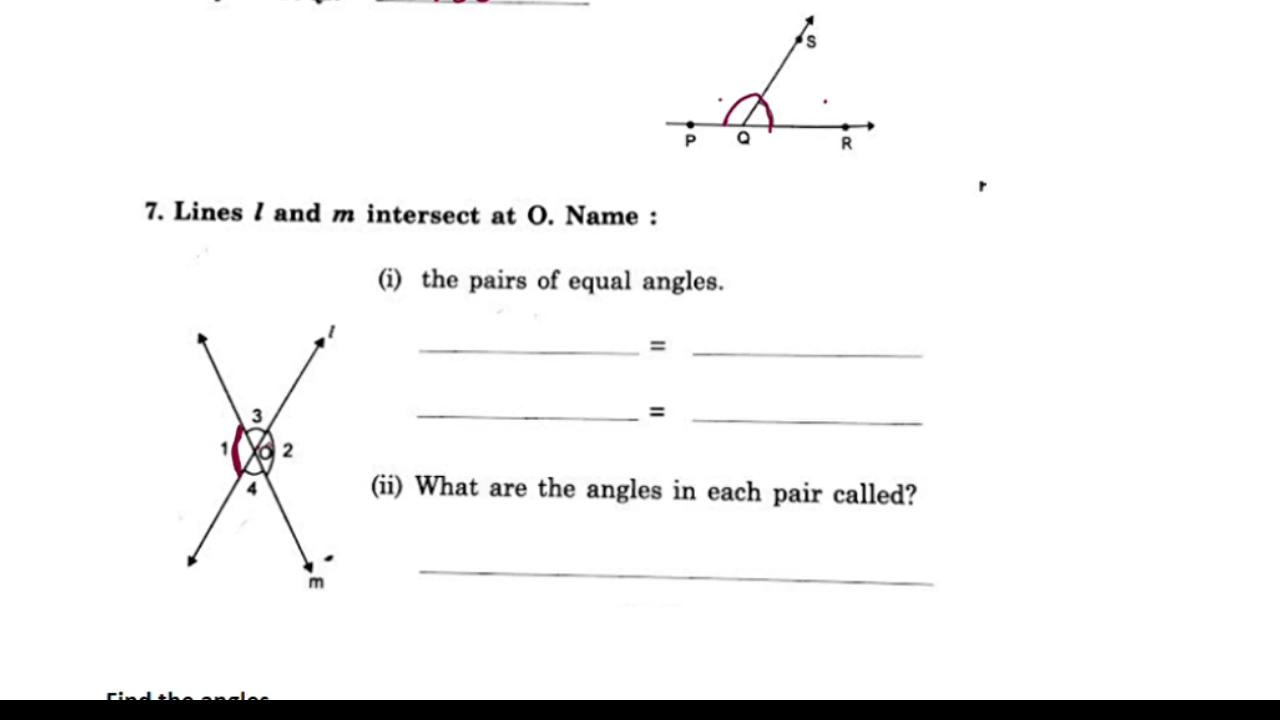 S
P Q R
7. Lines l and m intersect at O. Name :
(i) the pairs of equal angles.
l
=
3
=
1 O 2
4
(ii) What are the angles in each pair called?
m
Find the angles